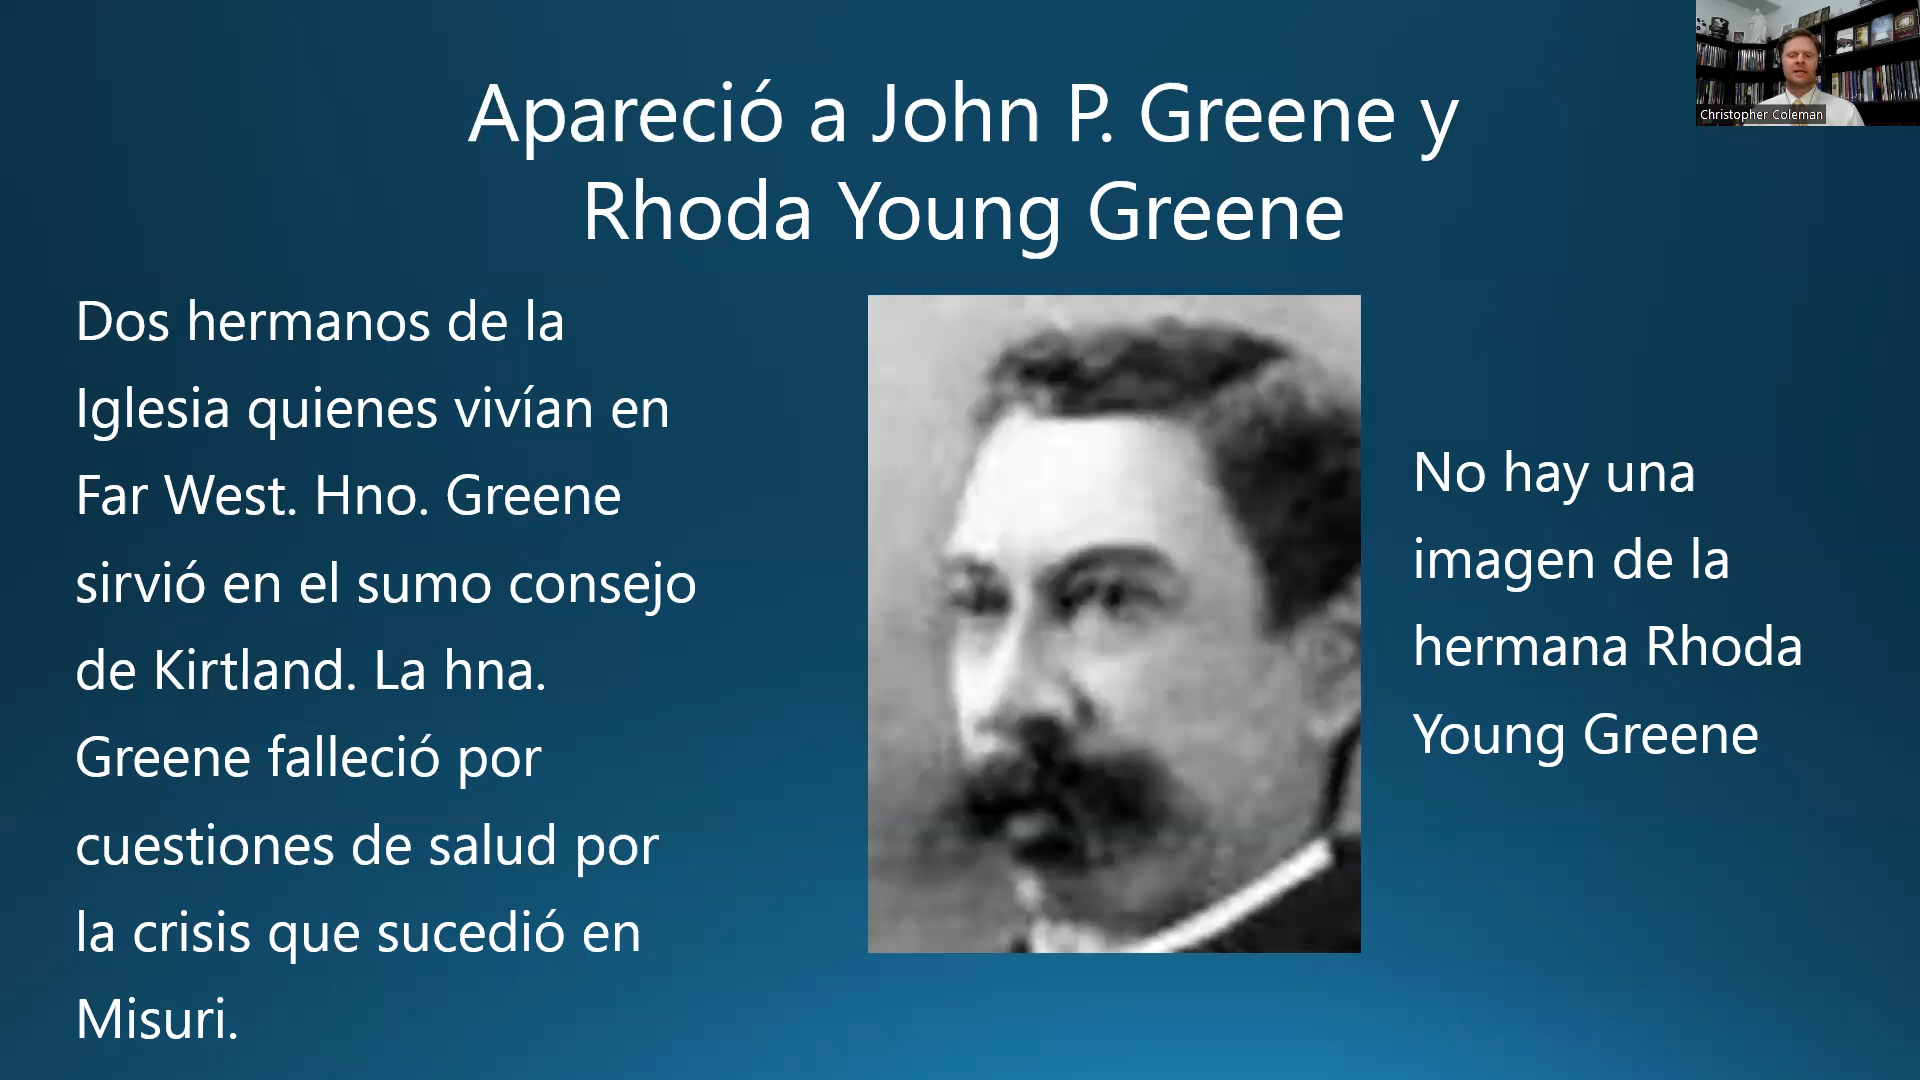 Apareció a John P. Greene y
Rhoda Young Greene
Christopher Coleman
Dos hermanos de la
Iglesia quienes vivían en
Far West. Hno. Greene
sirvió en el sumo consejo
de Kirtland. La hna.
Greene falleció por
cuestiones de salud por
la crisis que sucedió en
Misuri.
No hay una
imagen de la
hermana Rhoda
Young Greene